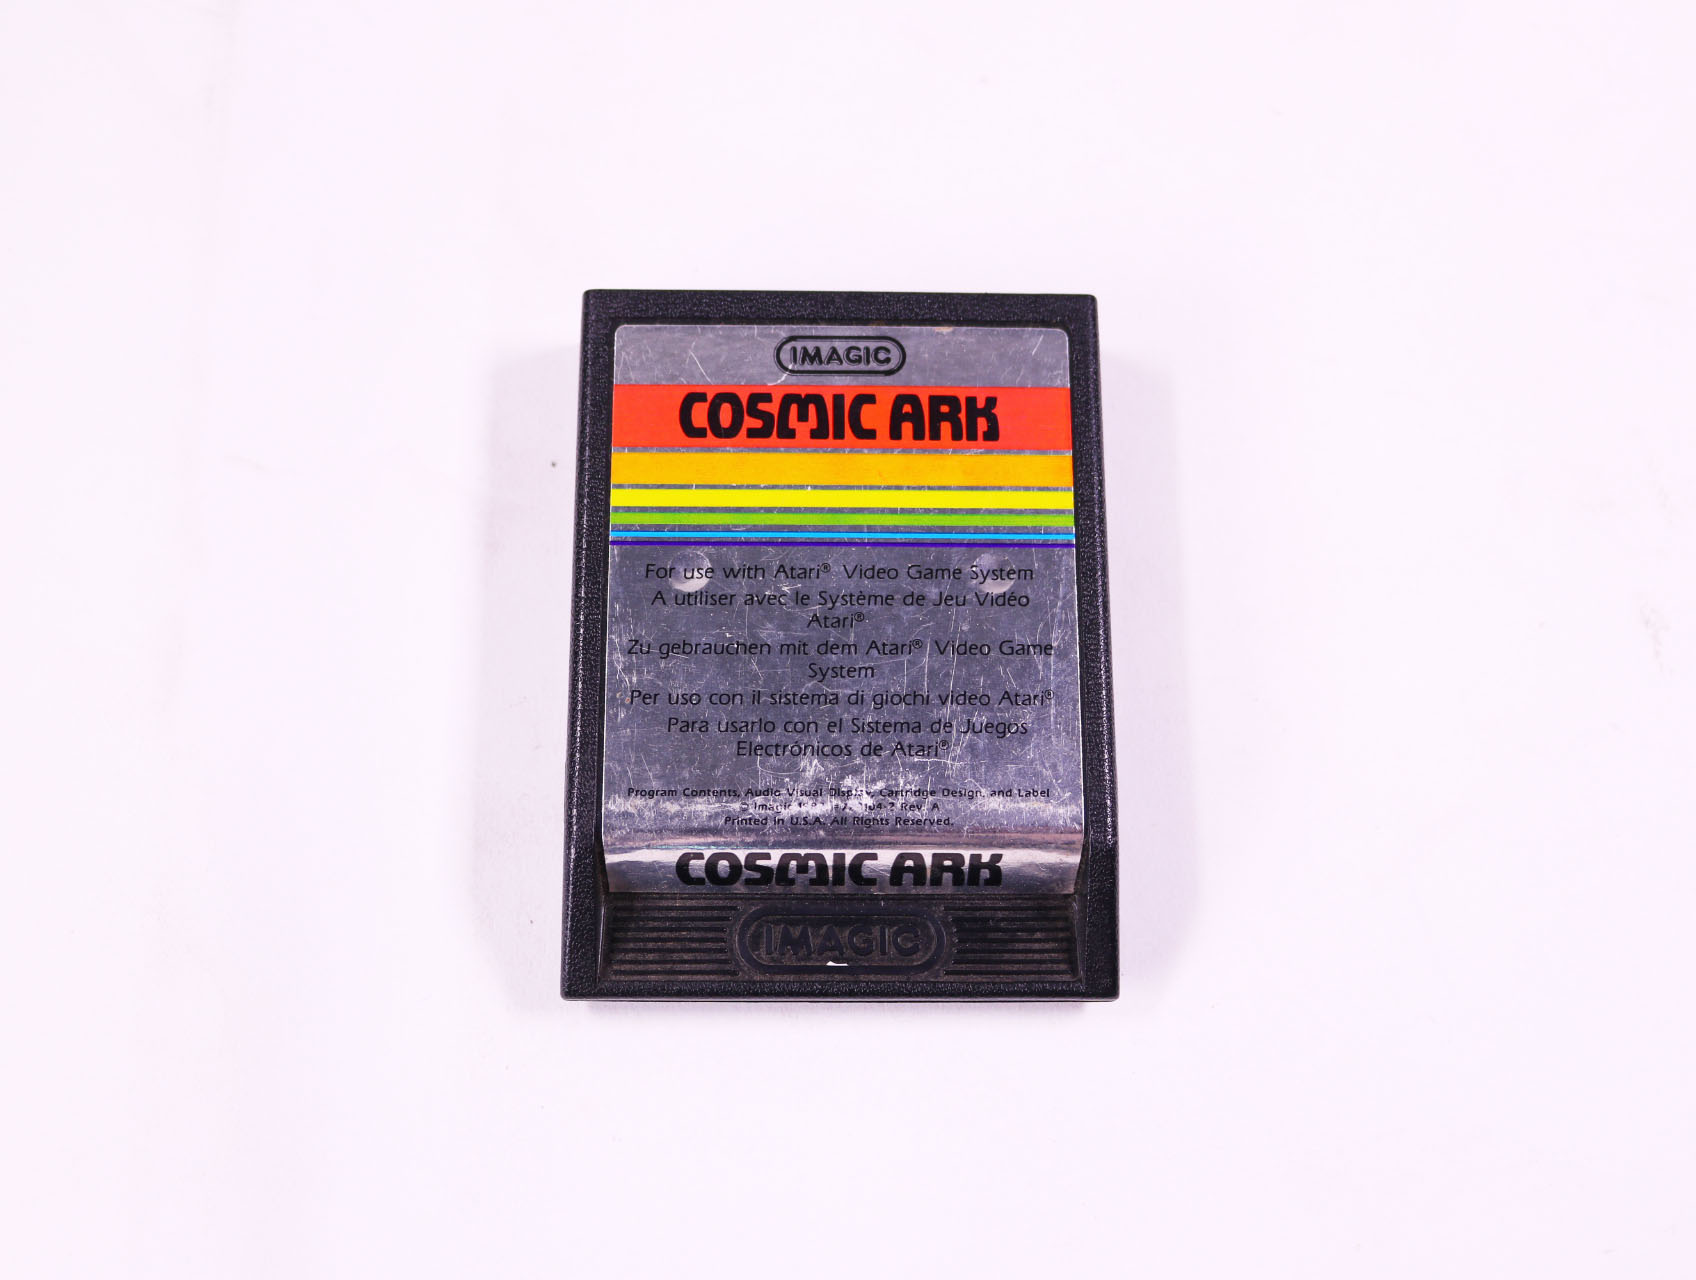 IMAGIC
COSMIC ARK
For use with Atari® Video Game System
A utiliser avec le Système de Jeu Vidéo
Atari®
Zu gebrauchen mit dem Atari® Video Game
System
Per uso con il sistema di giochi video Atari®
Para usarlo con el Sistema de Juegos
Electrónicos de Atari®
Program Contents, Audio Visual Display, Cartridge Design, and Label
© Imagic Rev. A
Printed in U.S.A. All Rights Reserved.
COSMIC ARK
IMAGIC